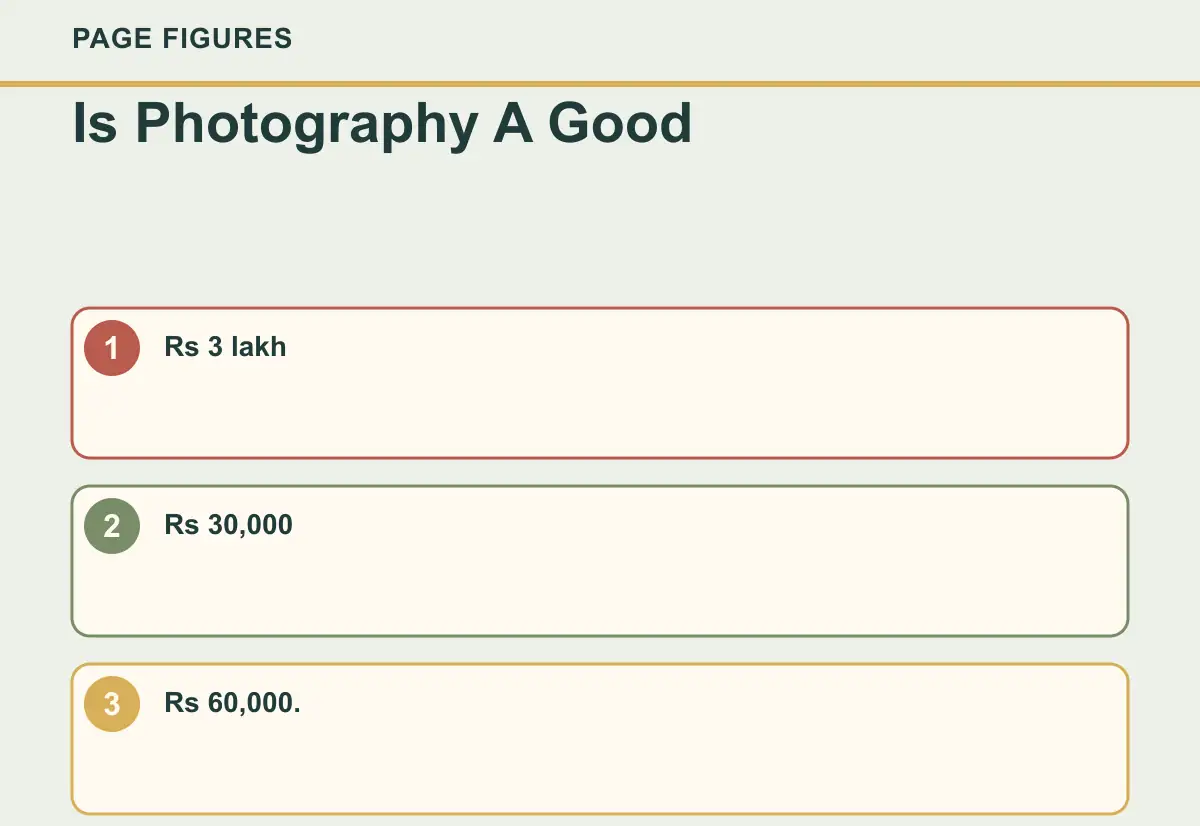 PAGE FIGURES
Is Photography A Good
1 Rs 3 lakh
2 Rs 30,000
3 Rs 60,000.